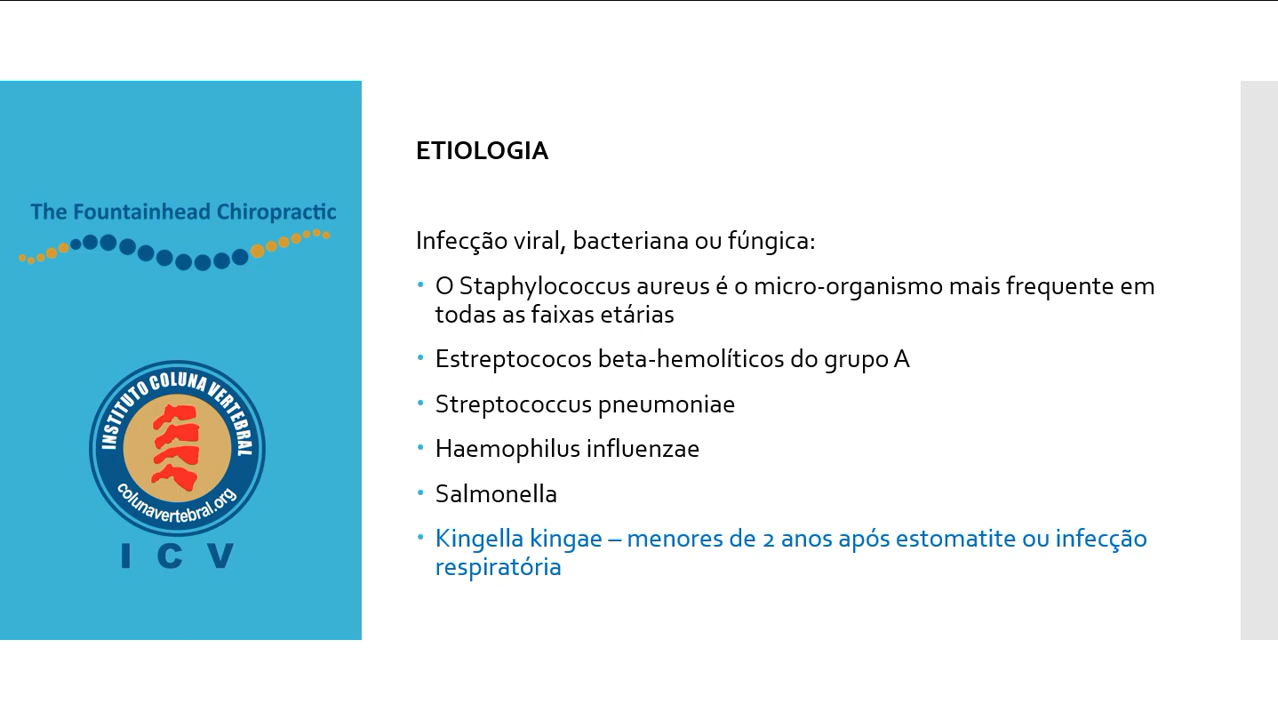 The Fountainhead Chiropractic
INSTITUTO COLUNA VERTEBRAL
colunavertebral.org
I C V
ETIOLOGIA
Infecção viral, bacteriana ou fúngica:
• O Staphylococcus aureus é o micro-organismo mais frequente em
todas as faixas etárias
• Estreptococos beta-hemolíticos do grupo A
• Streptococcus pneumoniae
• Haemophilus influenzae
• Salmonella
• Kingella kingae – menores de 2 anos após estomatite ou infecção
respiratória